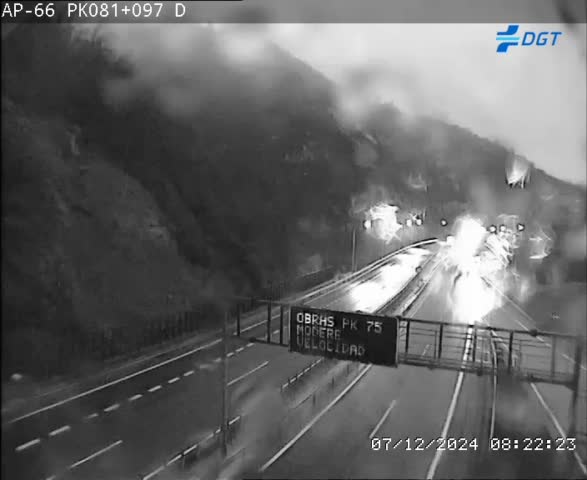 AP-66 PK081+097 D
DGT
OBRAS PK 75
MODERE
VELOCIDAD
07/12/2024 08:22:23